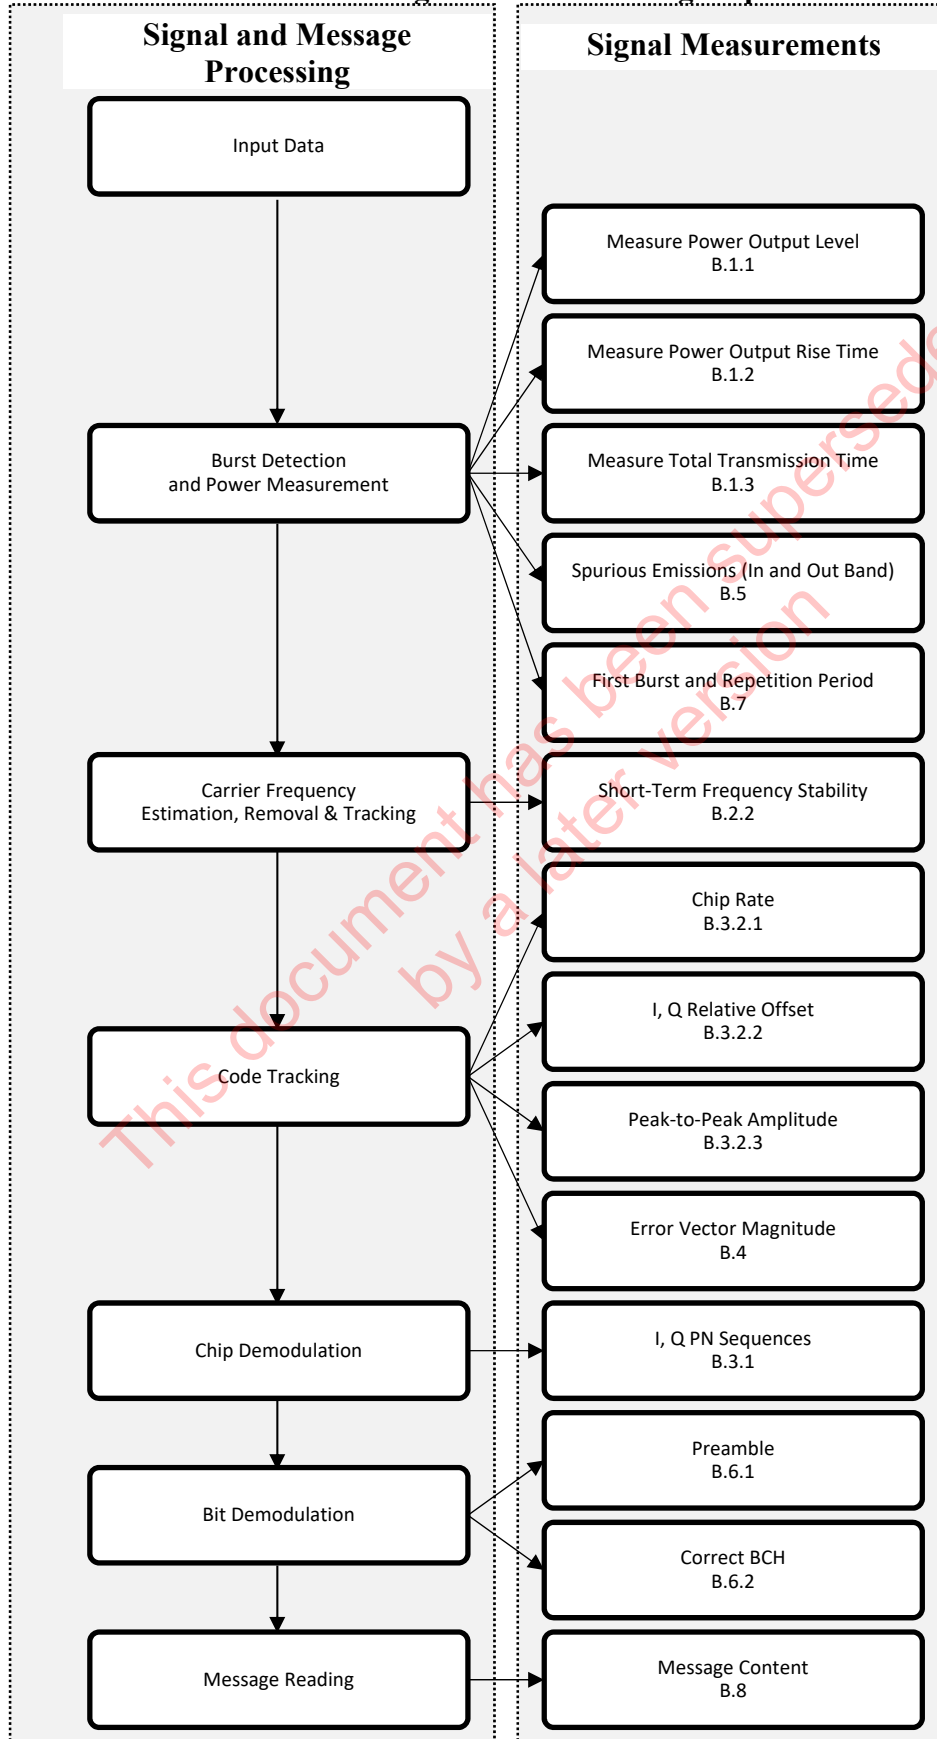 Signal and Message
Processing
Signal Measurements
Input Data
Measure Power Output Level
B.1.1
Measure Power Output Rise Time
B.1.2
Burst Detection
and Power Measurement
Measure Total Transmission Time
B.1.3
Spurious Emissions (In and Out Band)
B.5
First Burst and Repetition Period
B.7
Carrier Frequency
Estimation, Removal & Tracking
Short-Term Frequency Stability
B.2.2
Chip Rate
B.3.2.1
I, Q Relative Offset
B.3.2.2
Code Tracking
Peak-to-Peak Amplitude
B.3.2.3
Error Vector Magnitude
B.4
Chip Demodulation
I, Q PN Sequences
B.3.1
Preamble
B.6.1
Bit Demodulation
Correct BCH
B.6.2
Message Reading
Message Content
B.8
This document has been supersede
by a later version